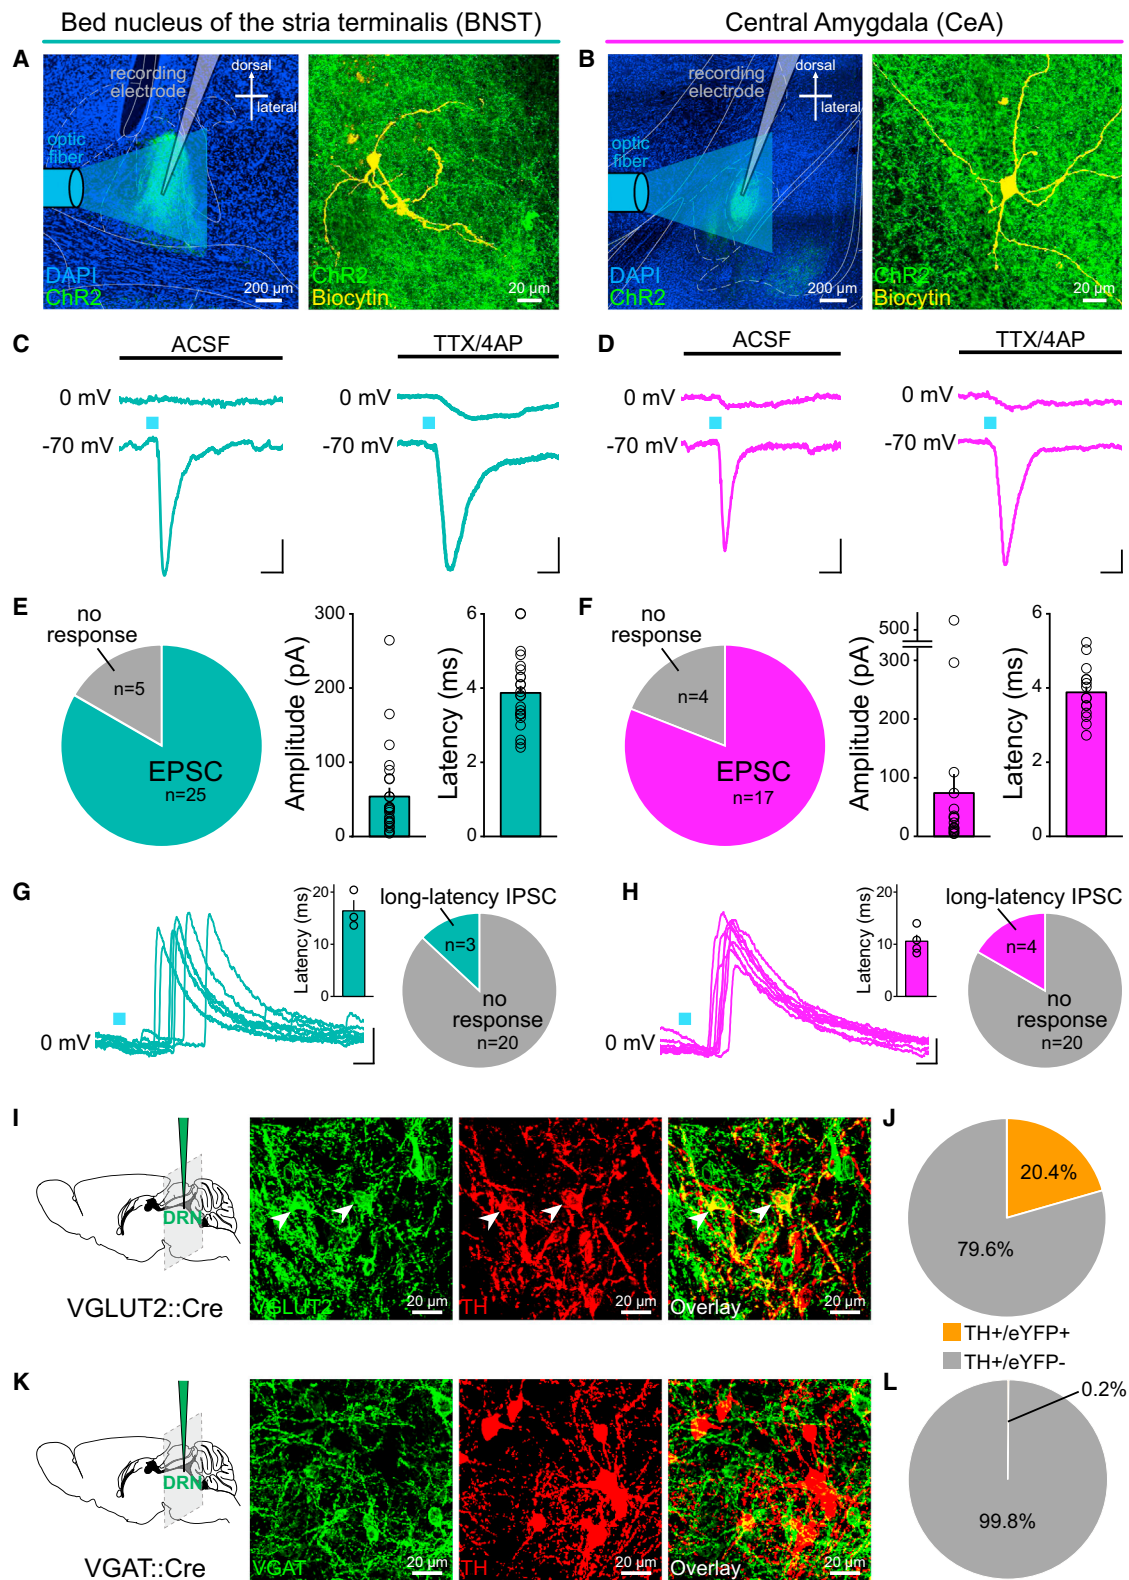 Bed nucleus of the stria terminalis (BNST)
Central Amygdala (CeA)
A
recording
electrode
dorsal
lateral
optic
fiber
DAPI
ChR2
200 µm
ChR2
Biocytin
20 µm
B
recording
electrode
dorsal
lateral
optic
fiber
DAPI
ChR2
200 µm
ChR2
Biocytin
20 µm
C
ACSF
TTX/4AP
0 mV
0 mV
-70 mV
-70 mV
D
ACSF
TTX/4AP
0 mV
0 mV
-70 mV
-70 mV
E
no
response
n=5
EPSC
n=25
Amplitude (pA)
300
200
100
0
Latency (ms)
6
4
2
0
F
no
response
n=4
EPSC
n=17
Amplitude (pA)
500
300
200
100
0
Latency (ms)
6
4
2
0
G
0 mV
Latency (ms)
20
10
0
long-latency IPSC
n=3
no
response
n=20
H
0 mV
Latency (ms)
20
10
0
long-latency IPSC
n=4
no
response
n=20
I
DRN
VGLUT2::Cre
VGLUT2
20 µm
TH
20 µm
Overlay
20 µm
J
20.4%
79.6%
TH+/eYFP+
TH+/eYFP-
K
DRN
VGAT::Cre
VGAT
20 µm
TH
20 µm
Overlay
20 µm
L
0.2%
99.8%